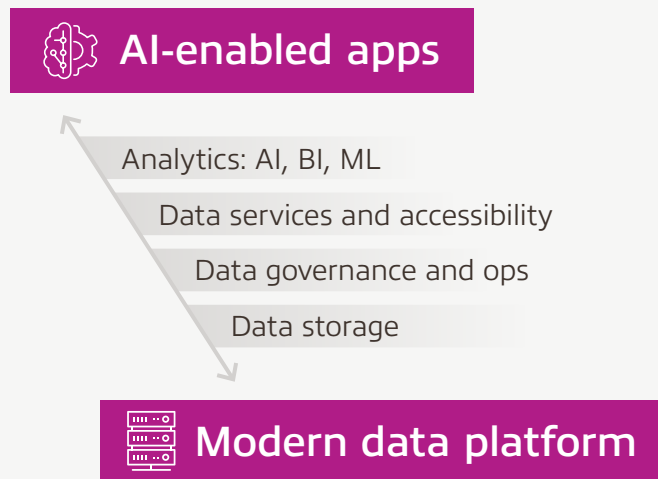 AI-enabled apps
Analytics: AI, BI, ML
Data services and accessibility
Data governance and ops
Data storage
Modern data platform